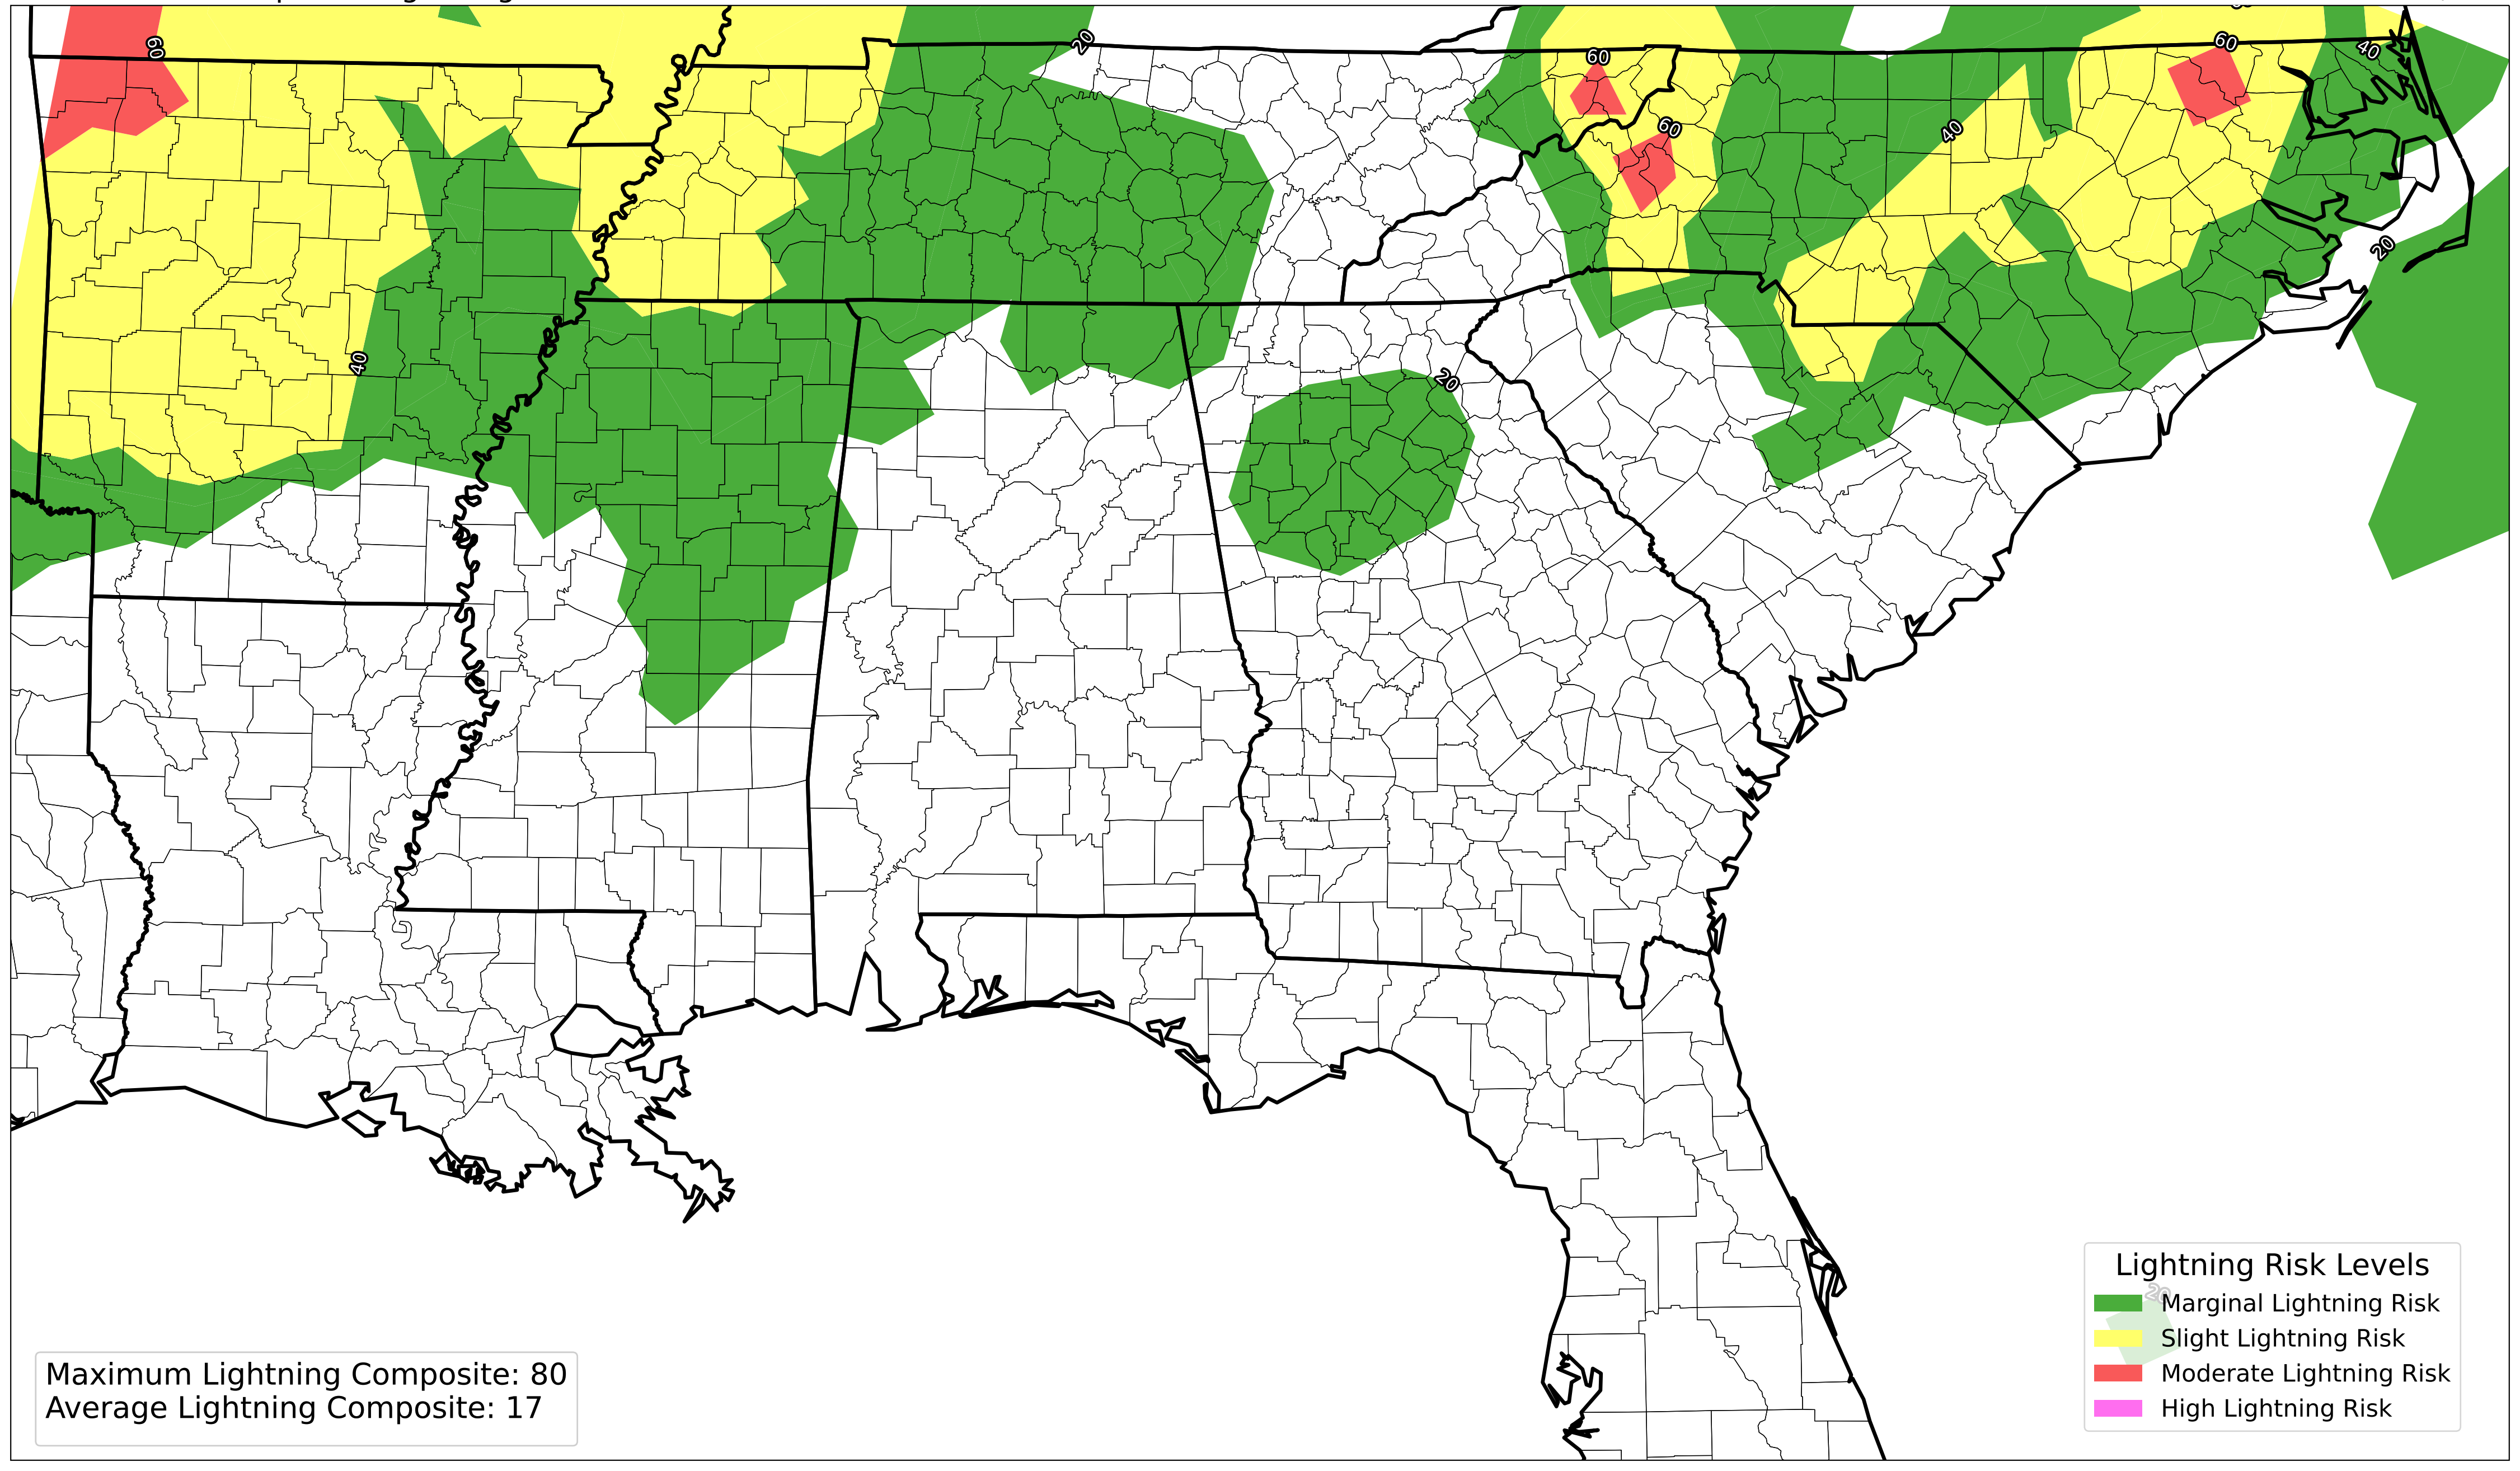 60
20
60
60
40
60
40
20
40
20
Lightning Risk Levels
20
Marginal Lightning Risk
Slight Lightning Risk
Moderate Lightning Risk
High Lightning Risk
Maximum Lightning Composite: 80
Average Lightning Composite: 17